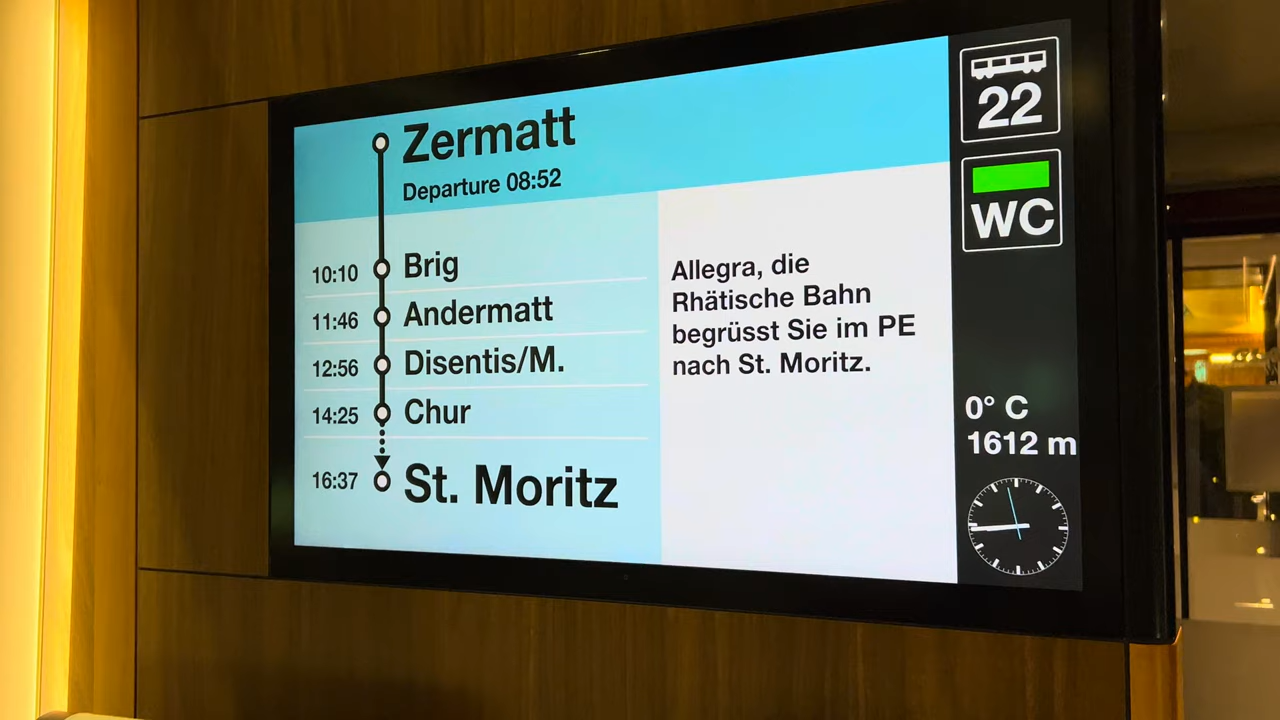 Zermatt
Departure 08:52
10:10 Brig
11:46 Andermatt
12:56 Disentis/M.
14:25 Chur
16:37 St. Moritz
Allegra, die
Rhätische Bahn
begrüsst Sie im PE
nach St. Moritz.
22
WC
0° C
1612 m